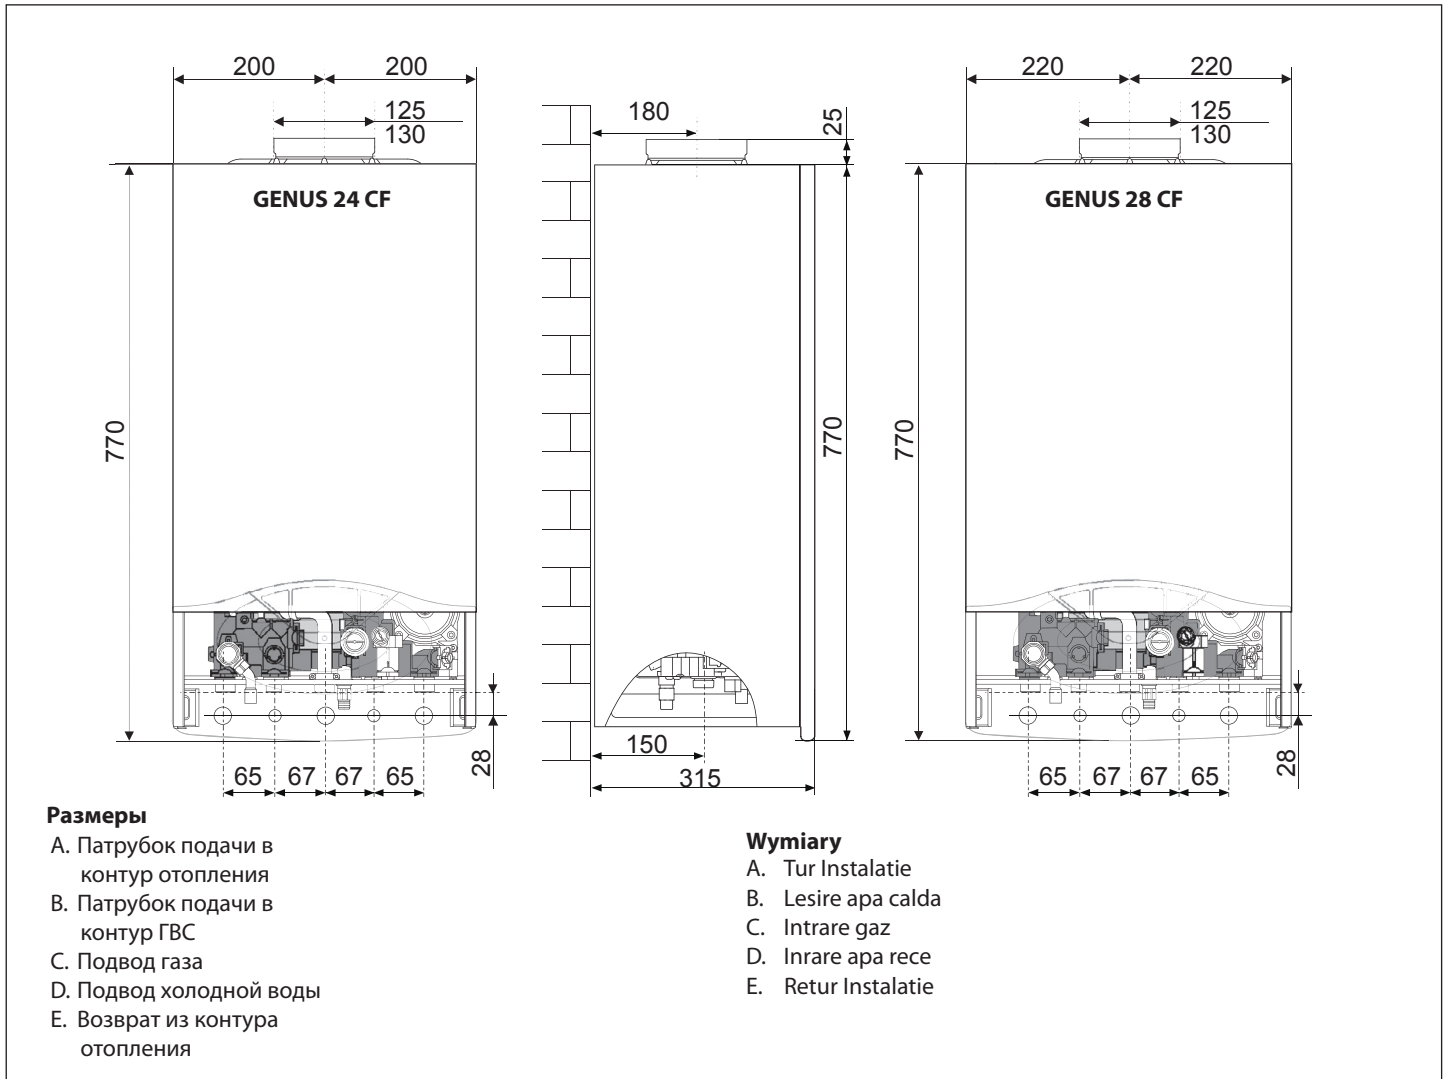 200
200
125
130
GENUS 24 CF
770
65
67
67
65
28
180
25
770
150
315
220
220
125
130
GENUS 28 CF
770
65
67
67
65
28
Размеры
A. Патрубок подачи в
контур отопления
B. Патрубок подачи в
контур ГВС
C. Подвод газа
D. Подвод холодной воды
E. Возврат из контура
отопления
Wymiary
A. Tur Instalatie
B. Lesire apa calda
C. Intrare gaz
D. Inrare apa rece
E. Retur Instalatie